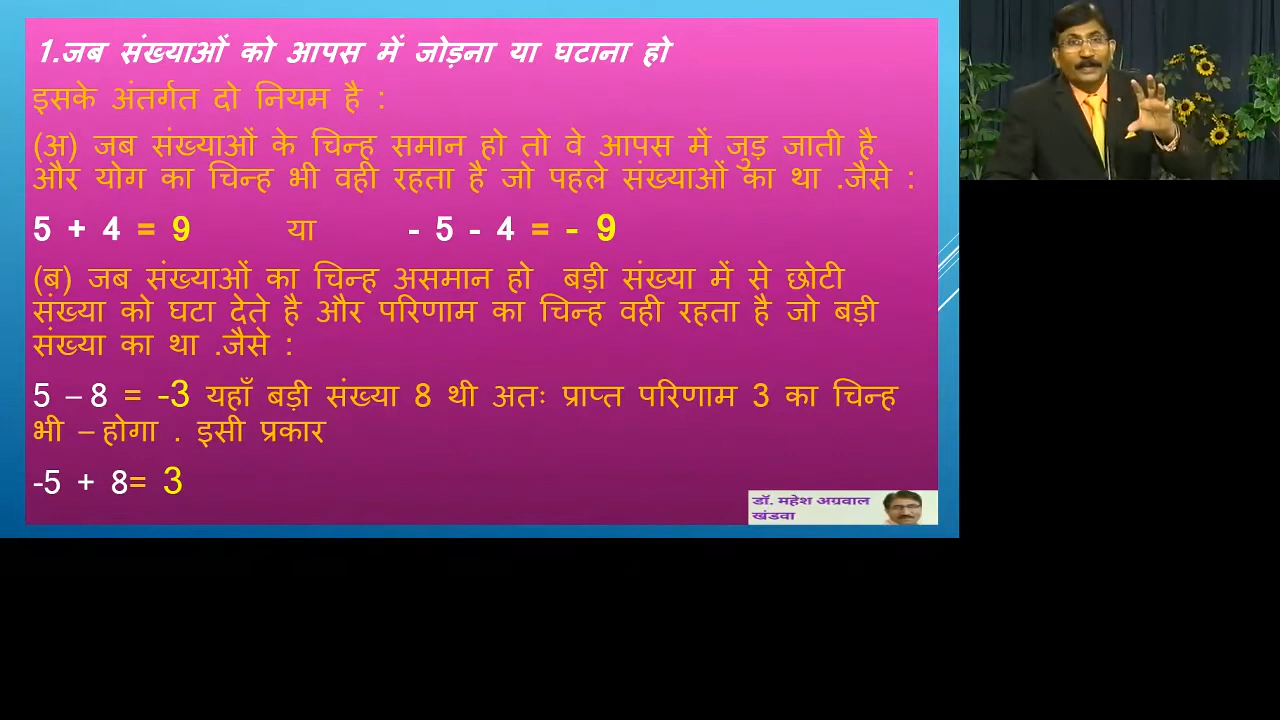 1.जब संख्याओं को आपस में जोड़ना या घटाना हो
इसके अंतर्गत दो नियम है :
(अ) जब संख्याओं के चिन्ह समान हो तो वे आपस में जुड़ जाती है
और योग का चिन्ह भी वही रहता है जो पहले संख्याओं का था .जैसे :
5 + 4 = 9 या - 5 - 4 = - 9
(ब) जब संख्याओं का चिन्ह असमान हो बड़ी संख्या में से छोटी
संख्या को घटा देते है और परिणाम का चिन्ह वही रहता है जो बड़ी
संख्या का था .जैसे :
5 – 8 = -3 यहाँ बड़ी संख्या 8 थी अतः प्राप्त परिणाम 3 का चिन्ह
भी – होगा . इसी प्रकार
-5 + 8= 3
डॉ. महेश अग्रवाल
खंडवा